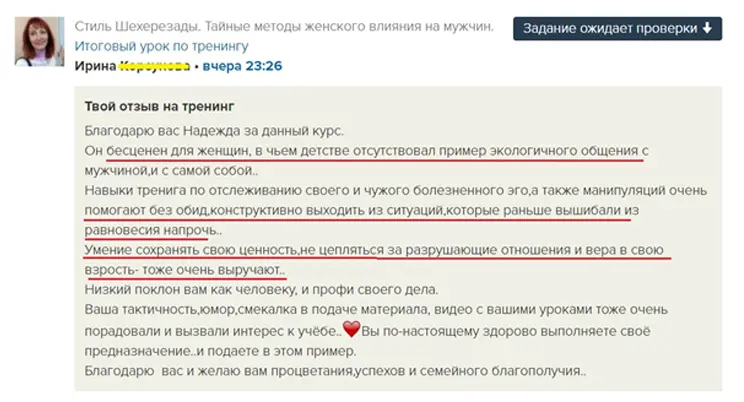 Стиль Шехерезады. Тайные методы женского влияния на мужчин.
Задание ожидает проверки
Итоговый урок по тренингу
Ирина • вчера 23:26
Твой отзыв на тренинг
Благодарю вас Надежда за данный курс.
Он бесценен для женщин, в чьем детстве отсутствовал пример экологичного общения с
мужчиной,и с самой собой..
Навыки тренига по отслеживанию своего и чужого болезненного эго,а также манипуляций очень
помогают без обид,конструктивно выходить из ситуаций,которые раньше вышибали из
равновесия напрочь..
Умение сохранять свою ценность,не цепляться за разрушающие отношения и вера в свою
взрость- тоже очень выручают..
Низкий поклон вам как человеку, и профи своего дела.
Ваша тактичность,юмор,смекалка в подаче материала, видео с вашими уроками тоже очень
порадовали и вызвали интерес к учёбе..❤Вы по-настоящему здорово выполняете своё
предназначение..и подаете в этом пример.
Благодарю вас и желаю вам процветания,успехов и семейного благополучия..